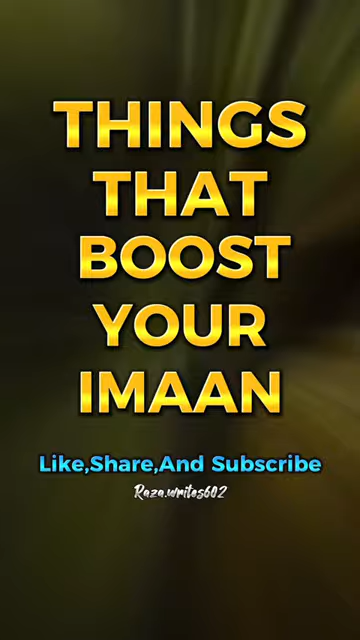 THINGS
THAT
BOOST
YOUR
IMAAN
Like,Share,And Subscribe
Raza.writes602